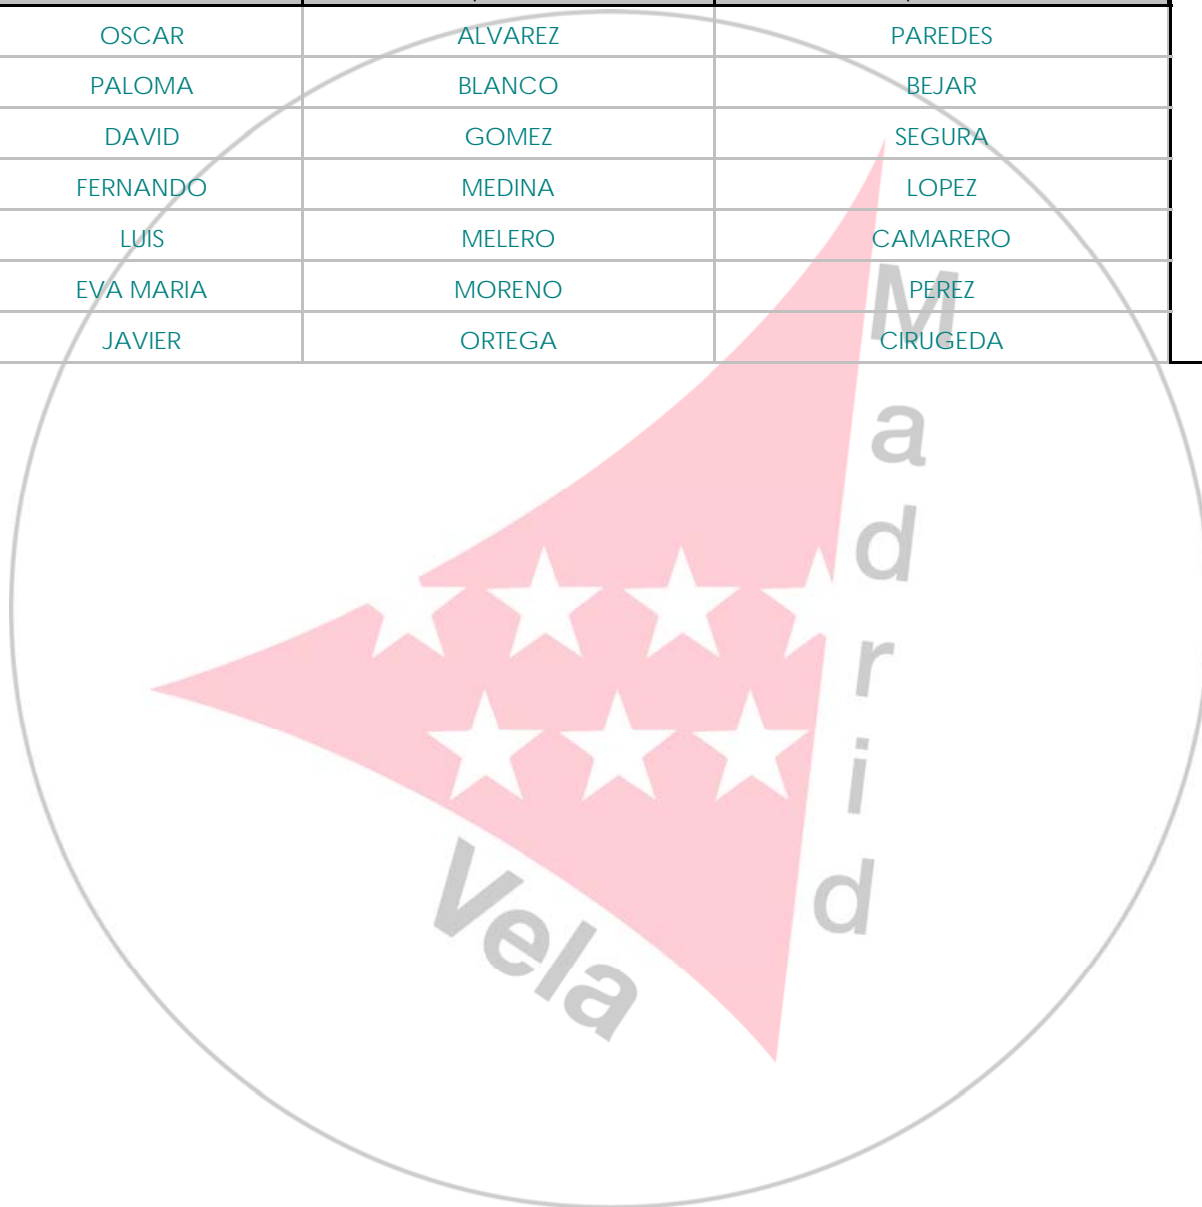 OSCAR ALVAREZ PAREDES
PALOMA BLANCO BEJAR
DAVID GOMEZ SEGURA
FERNANDO MEDINA LOPEZ
LUIS MELERO CAMARERO
EVA MARIA MORENO PEREZ
JAVIER ORTEGA CIRUGEDA
Madrid
Vela